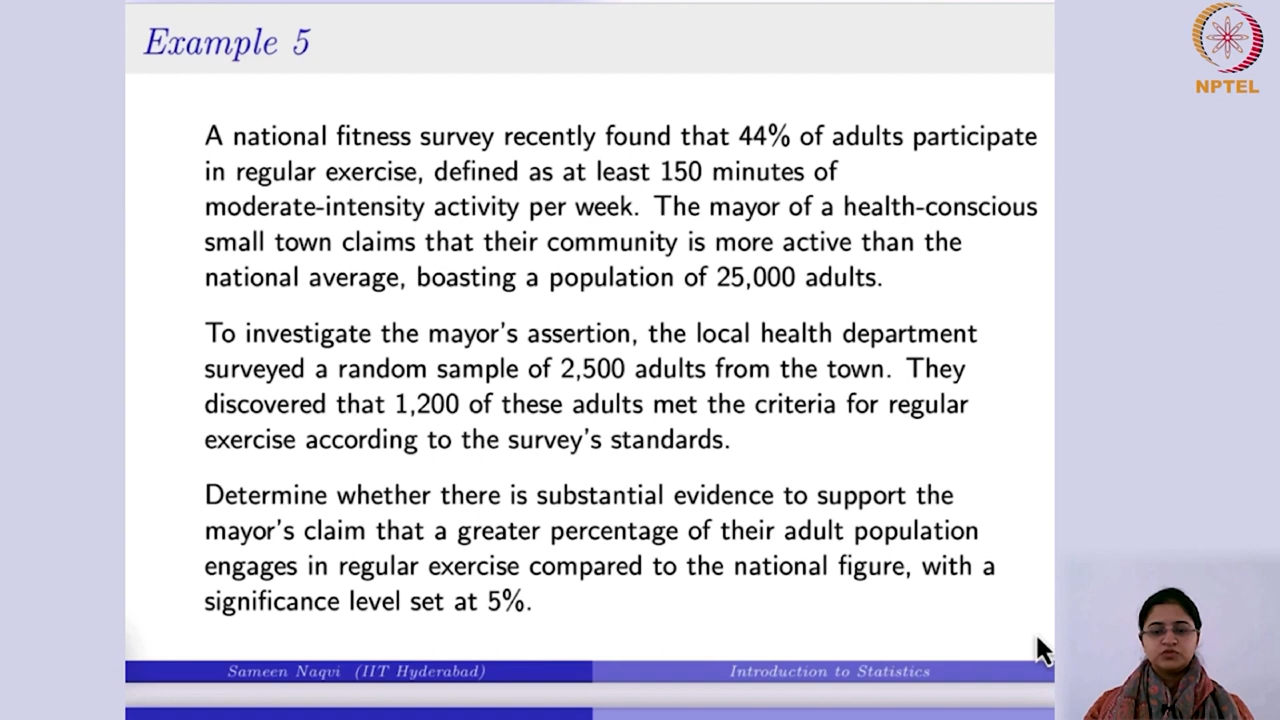 Example 5
NPTEL
A national fitness survey recently found that 44% of adults participate
in regular exercise, defined as at least 150 minutes of
moderate-intensity activity per week. The mayor of a health-conscious
small town claims that their community is more active than the
national average, boasting a population of 25,000 adults.
To investigate the mayor's assertion, the local health department
surveyed a random sample of 2,500 adults from the town. They
discovered that 1,200 of these adults met the criteria for regular
exercise according to the survey's standards.
Determine whether there is substantial evidence to support the
mayor's claim that a greater percentage of their adult population
engages in regular exercise compared to the national figure, with a
significance level set at 5%.
Sameen Naqvi (IIT Hyderabad)
Introduction to Statistics